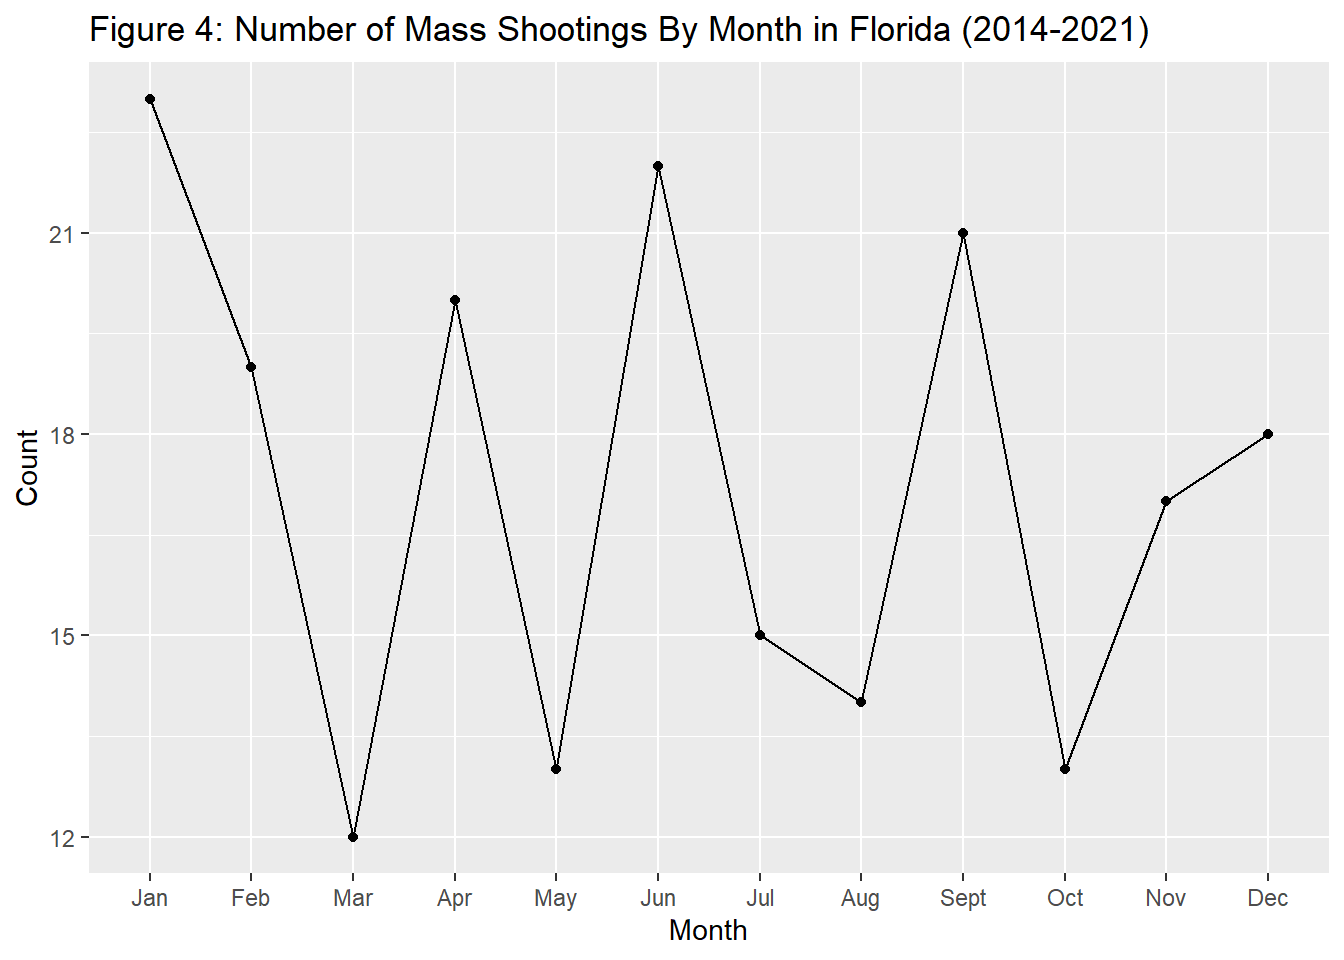 Figure 4: Number of Mass Shootings By Month in Florida (2014-2021)
Count
21
18
15
12
Jan Feb Mar Apr May Jun Jul Aug Sept Oct Nov Dec
Month